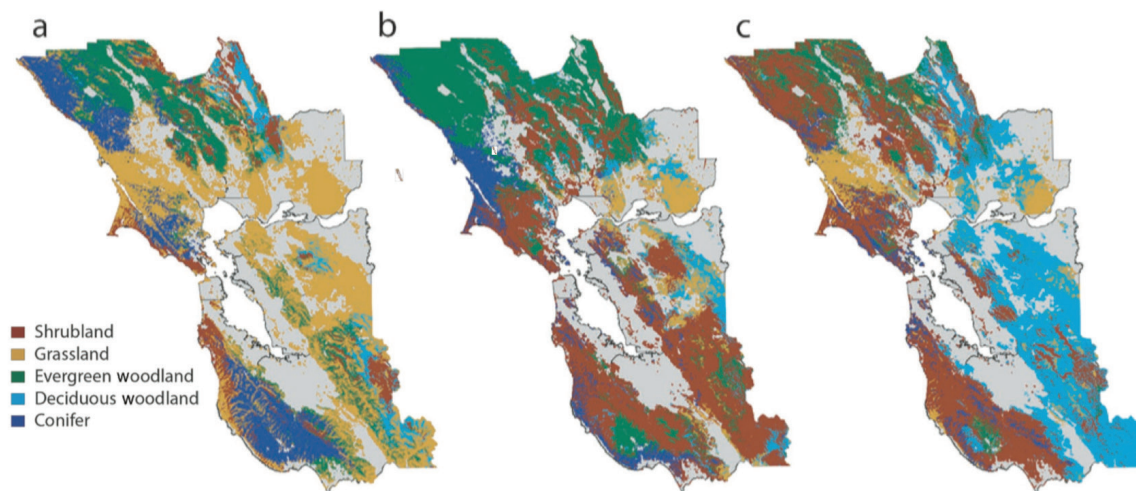 a
b
c
Shrubland
Grassland
Evergreen woodland
Deciduous woodland
Conifer